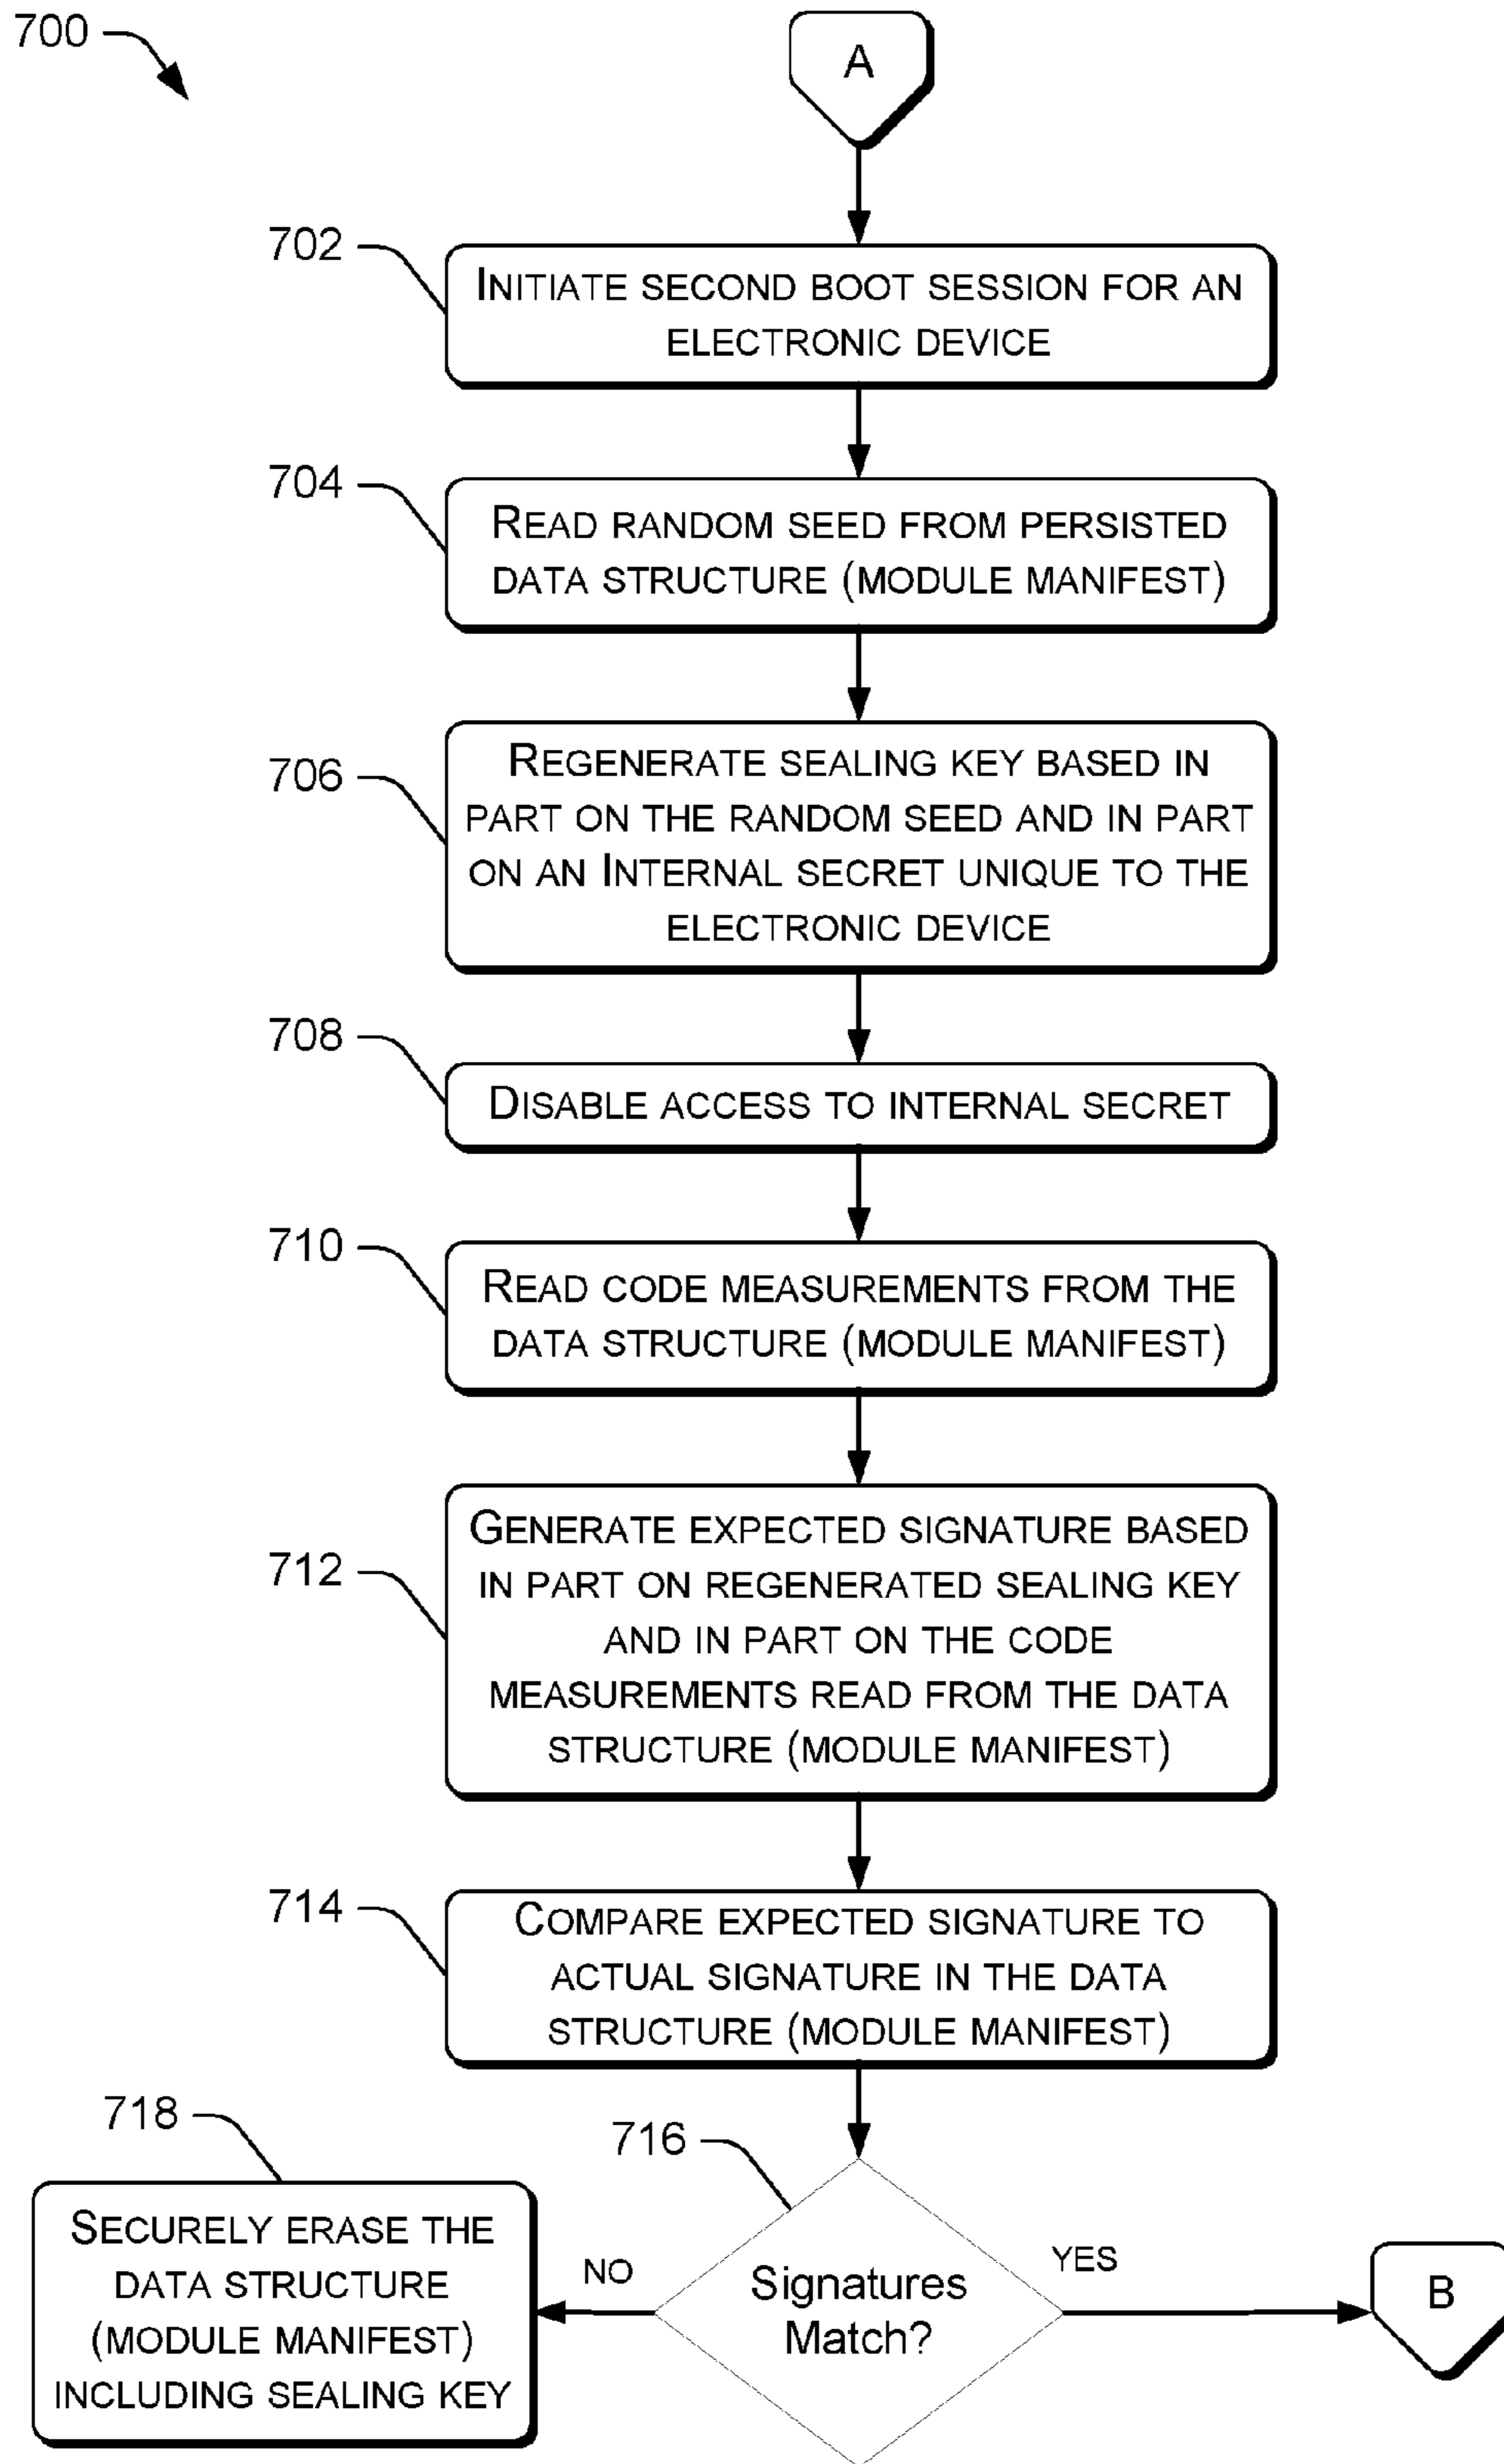 700
A
702
INITIATE SECOND BOOT SESSION FOR AN
ELECTRONIC DEVICE
704
READ RANDOM SEED FROM PERSISTED
DATA STRUCTURE (MODULE MANIFEST)
706
REGENERATE SEALING KEY BASED IN
PART ON THE RANDOM SEED AND IN PART
ON AN INTERNAL SECRET UNIQUE TO THE
ELECTRONIC DEVICE
708
DISABLE ACCESS TO INTERNAL SECRET
710
READ CODE MEASUREMENTS FROM THE
DATA STRUCTURE (MODULE MANIFEST)
712
GENERATE EXPECTED SIGNATURE BASED
IN PART ON REGENERATED SEALING KEY
AND IN PART ON THE CODE
MEASUREMENTS READ FROM THE DATA
STRUCTURE (MODULE MANIFEST)
714
COMPARE EXPECTED SIGNATURE TO
ACTUAL SIGNATURE IN THE DATA
STRUCTURE (MODULE MANIFEST)
716
Signatures
Match?
NO
YES
718
SECURELY ERASE THE
DATA STRUCTURE
(MODULE MANIFEST)
INCLUDING SEALING KEY
B